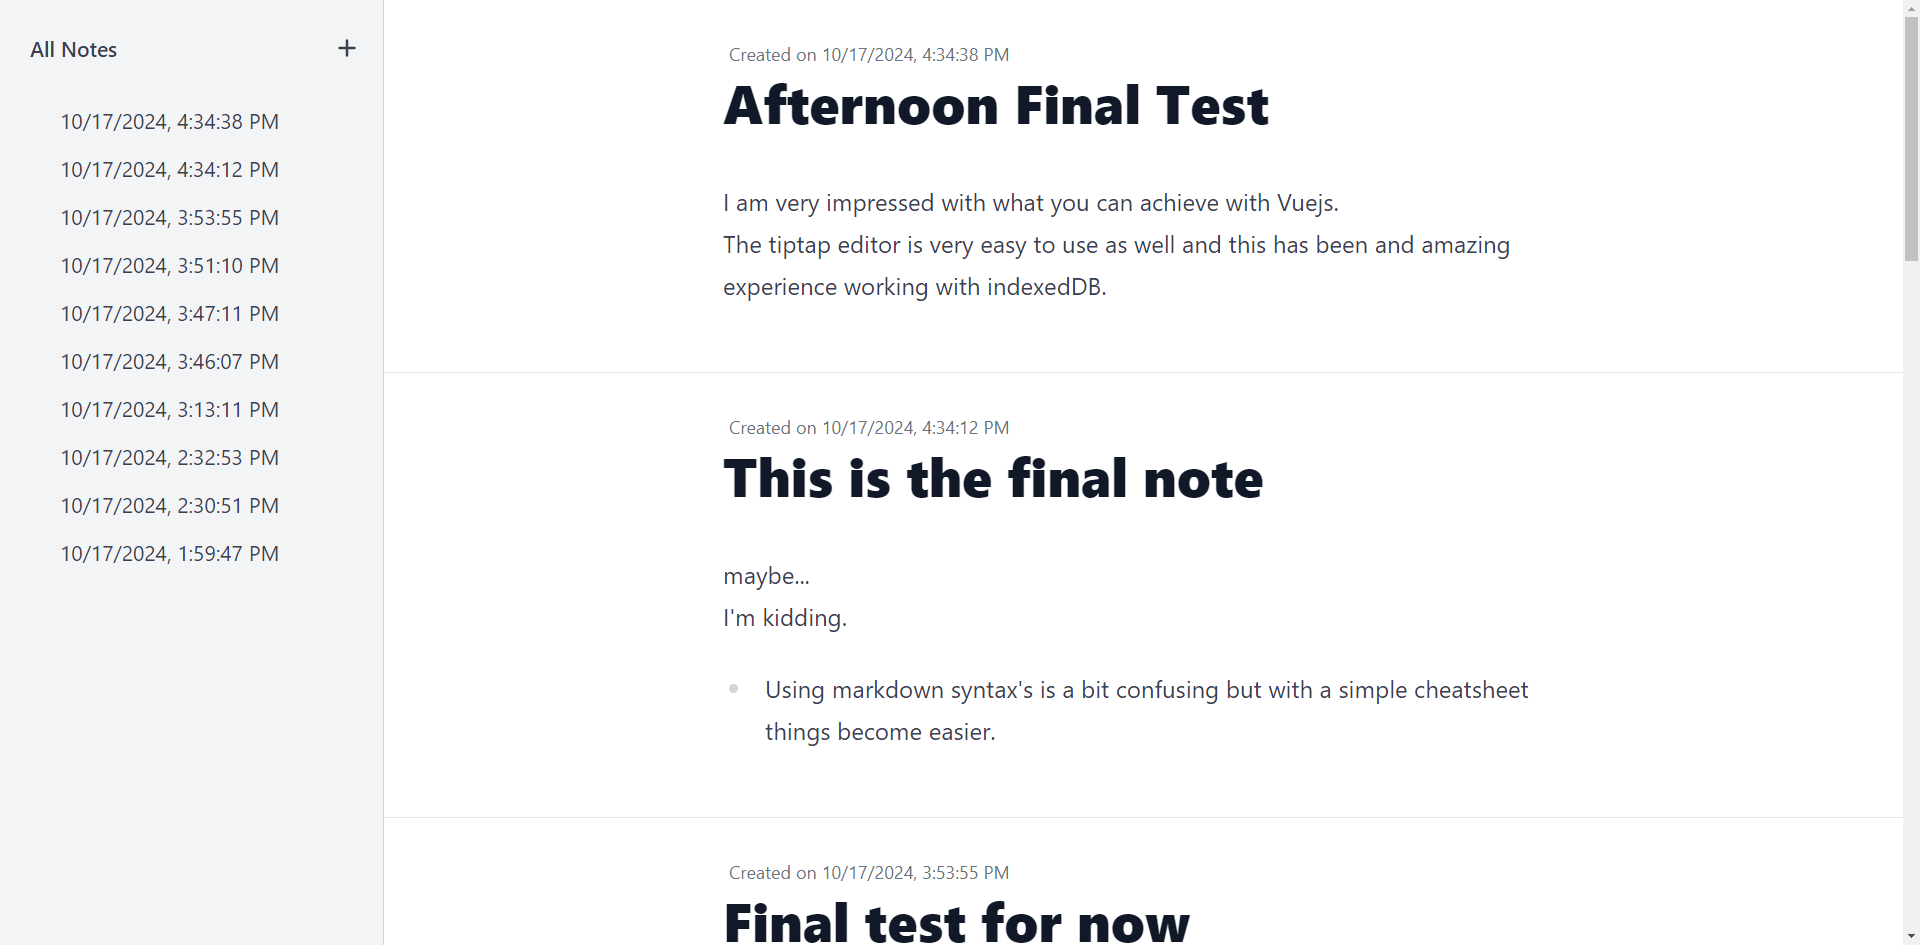 All Notes
10/17/2024, 4:34:38 PM
10/17/2024, 4:34:12 PM
10/17/2024, 3:53:55 PM
10/17/2024, 3:51:10 PM
10/17/2024, 3:47:11 PM
10/17/2024, 3:46:07 PM
10/17/2024, 3:13:11 PM
10/17/2024, 2:32:53 PM
10/17/2024, 2:30:51 PM
10/17/2024, 1:59:47 PM
Created on 10/17/2024, 4:34:38 PM
Afternoon Final Test
I am very impressed with what you can achieve with Vuejs.
The tiptap editor is very easy to use as well and this has been and amazing
experience working with indexedDB.
Created on 10/17/2024, 4:34:12 PM
This is the final note
maybe...
I'm kidding.
Using markdown syntax's is a bit confusing but with a simple cheatsheet
things become easier.
Created on 10/17/2024, 3:53:55 PM
Final test for now